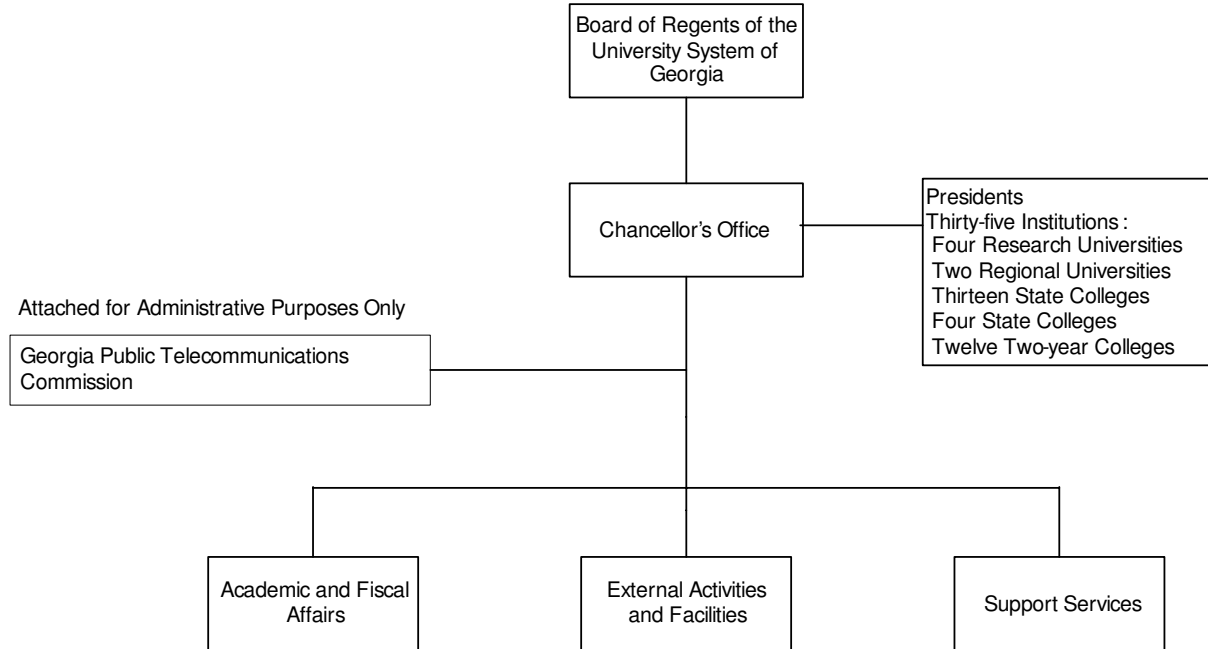 Board of Regents of the
University System of
Georgia
Chancellor's Office
Presidents
Thirty-five Institutions :
Four Research Universities
Two Regional Universities
Thirteen State Colleges
Four State Colleges
Twelve Two-year Colleges
Attached for Administrative Purposes Only
Georgia Public Telecommunications
Commission
Academic and Fiscal
Affairs
External Activities
and Facilities
Support Services